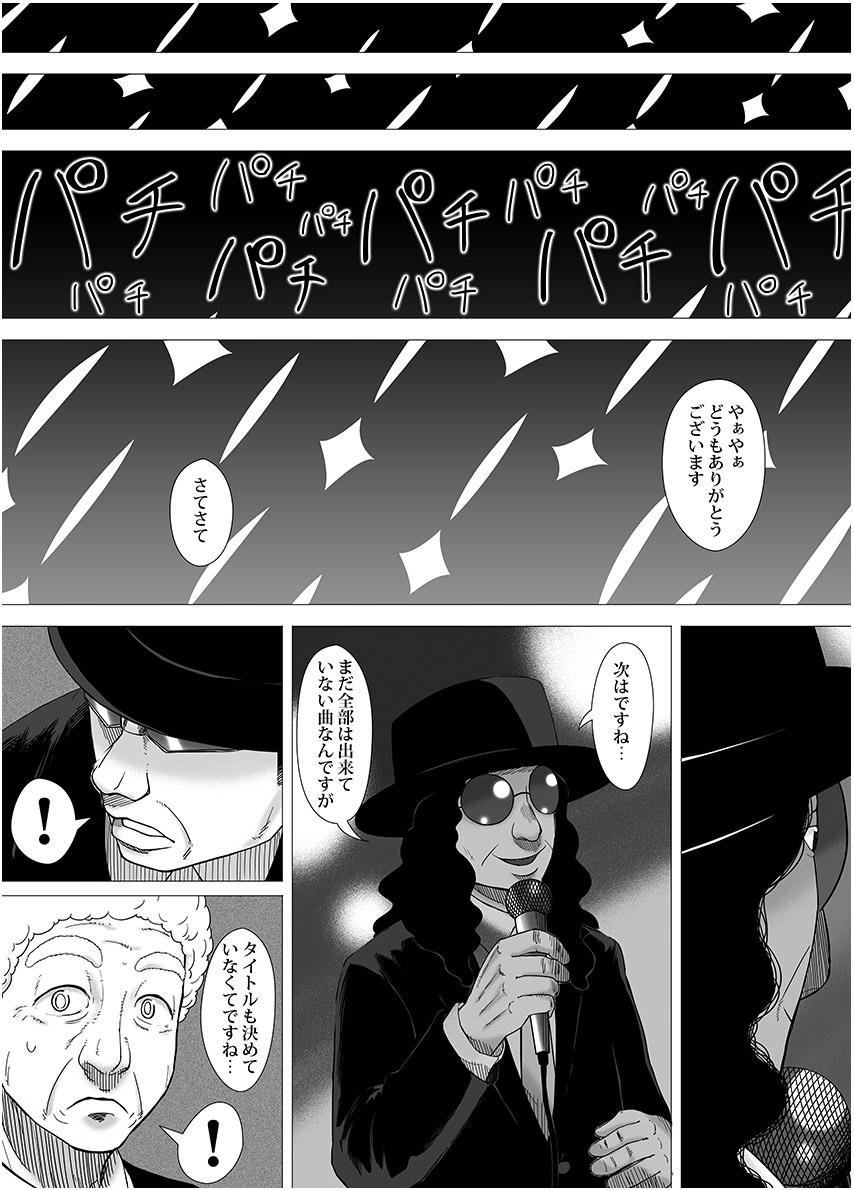 パチ
パチ
パチ
パチ
パチ
パチ
パチ
パチ
パチ
パチ
パチ
パチ
やぁやぁ
どうもありがとう
ございます
さてさて
次はですね…
まだ全部は出来て
いない曲なんですが
！
タイトルも決めて
いなくてですね…
！